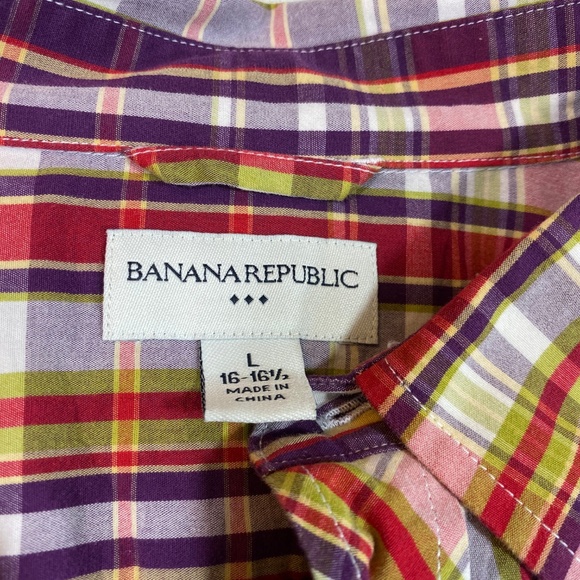 BANANA REPUBLIC
L
16-16½
MADE IN
CHINA